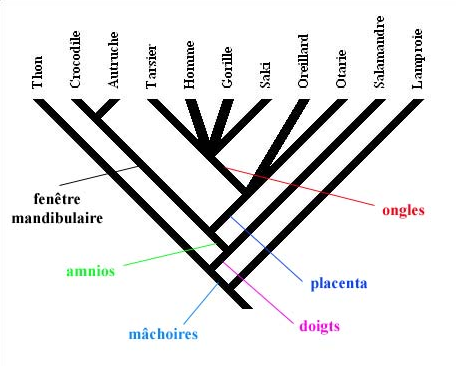 Thon
Crocodile
Autruche
Tarsier
Homme
Gorille
Saki
Oreillard
Otarie
Salamandre
Lamproie
fenêtre
mandibulaire
ongles
amnios
placenta
doigts
mâchoires